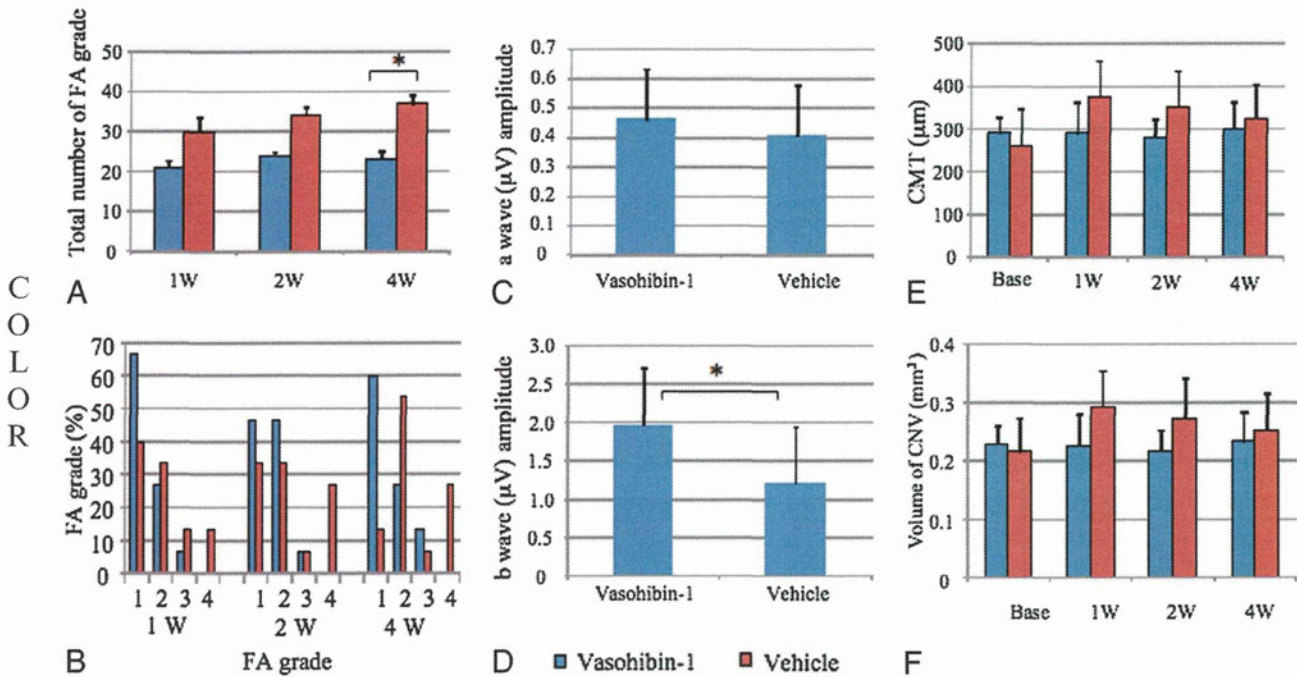 COLOR
Total number of FA grade
50
40
30
20
10
0
*
1W 2W 4W
A
FA grade (%)
70
60
50
40
30
20
10
0
1 2 3 4 1 2 3 4 1 2 3 4
1 W 2 W 4 W
FA grade
B
a wave (µV) amplitude
0.7
0.6
0.5
0.4
0.3
0.2
0.1
0
Vasohibin-1 Vehicle
C
b wave (µV) amplitude
3.0
2.5
2.0
1.5
1.0
0.5
0
*
Vasohibin-1 Vehicle
D
Vasohibin-1 Vehicle
CMT (µm)
500
400
300
200
100
0
Base 1W 2W 4W
E
Volume of CNV (mm³)
0.4
0.3
0.2
0.1
0
Base 1W 2W 4W
F